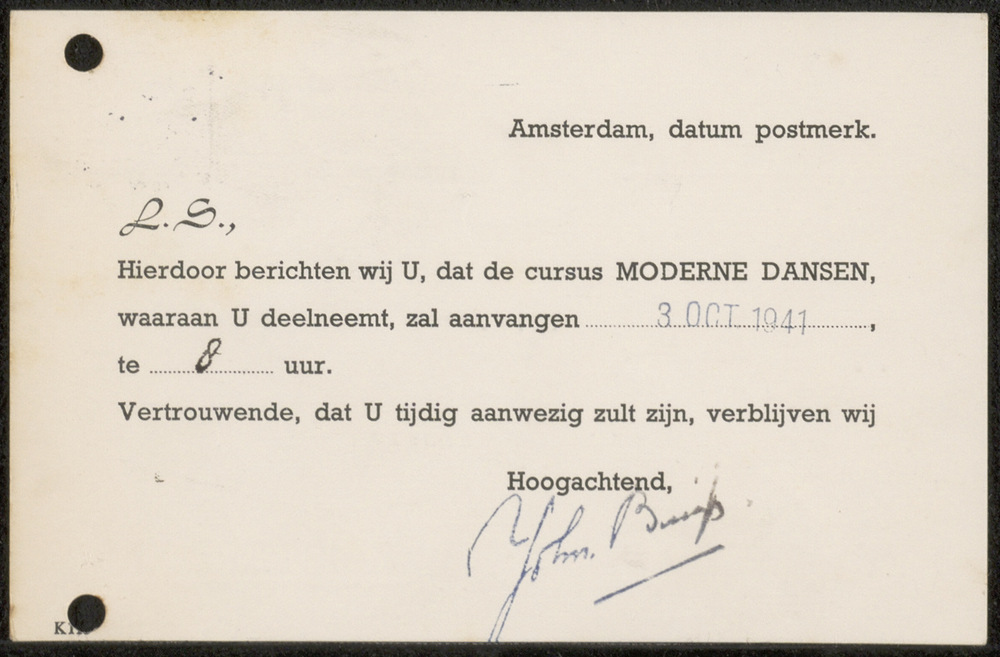 Amsterdam, datum postmerk.
L. S.,
Hierdoor berichten wij U, dat de cursus MODERNE DANSEN,
waaraan U deelneemt, zal aanvangen 3 OCT 1941,
te 8 uur.
Vertrouwende, dat U tijdig aanwezig zult zijn, verblijven wij
Hoogachtend,
Joh.